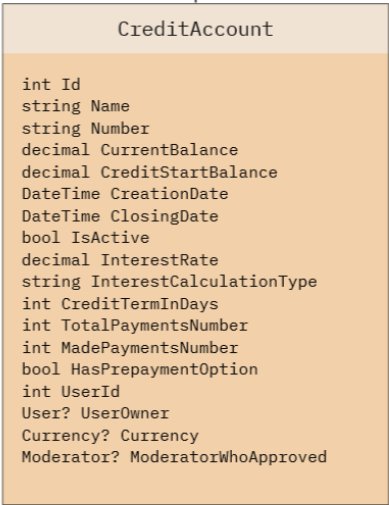 CreditAccount
int Id
string Name
string Number
decimal CurrentBalance
decimal CreditStartBalance
DateTime CreationDate
DateTime ClosingDate
bool IsActive
decimal InterestRate
string InterestCalculationType
int CreditTermInDays
int TotalPaymentsNumber
int MadePaymentsNumber
bool HasPrepaymentOption
int UserId
User? UserOwner
Currency? Currency
Moderator? ModeratorWhoApproved